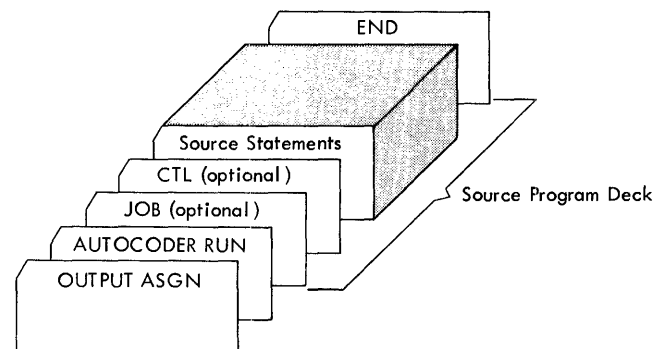 END
Source Statements
CTL (optional)
JOB (optional)
AUTOCODER RUN
OUTPUT ASGN
Source Program Deck